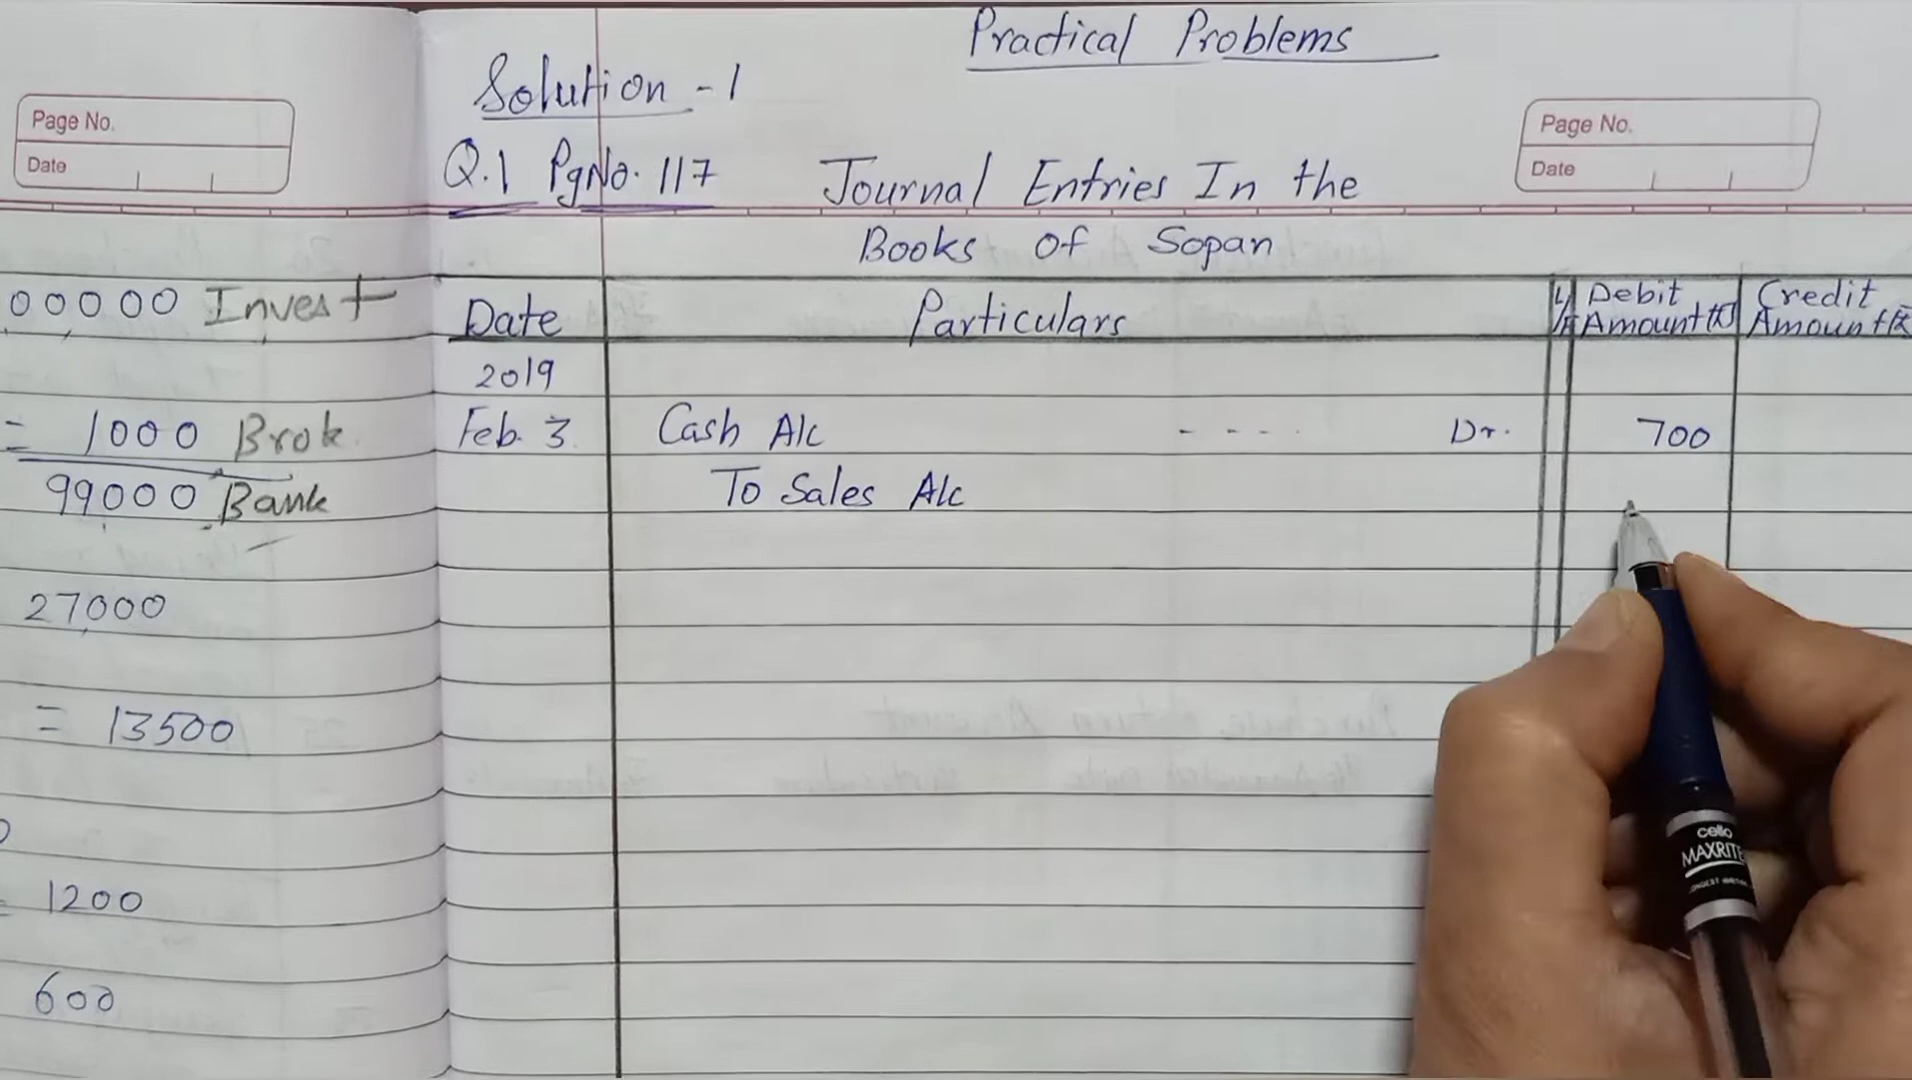 Practical Problems
Solution - 1
Page No.
Date
Page No.
Date
Q.1 PgNo. 117 Journal Entries In the
Books Of Sopan
00000 Invest
Date Particulars L/F Debit Amount (₹) Credit Amount (₹
2019
= 1000 Brok.
Feb. 3. Cash A/c - - - - Dr. 700
99000 Bank
To Sales A/c
27000
= 13500
1200
600
cello
MAXRITE